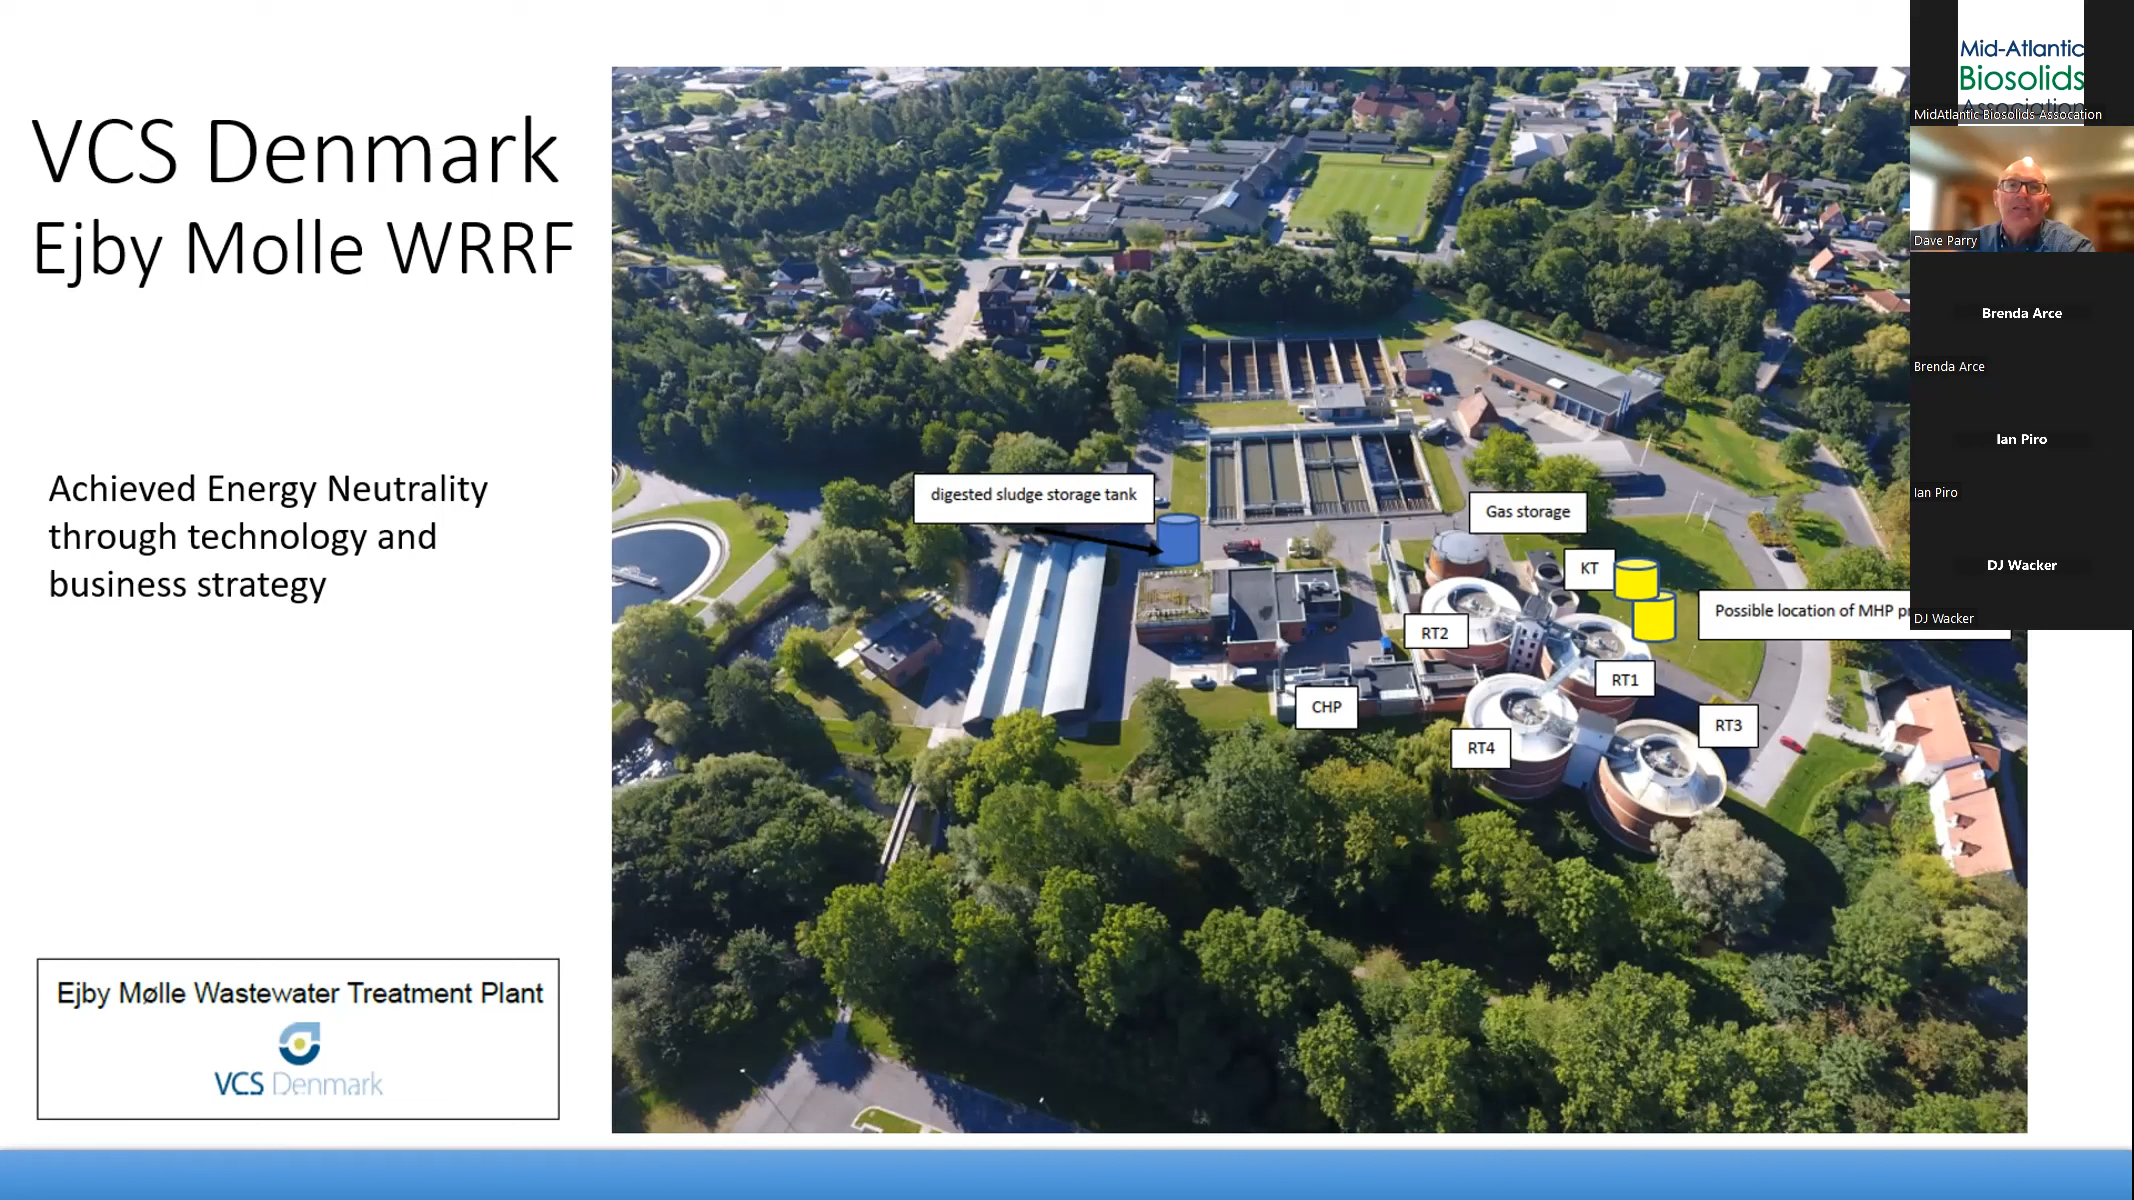 VCS Denmark
Ejby Molle WRRF
Achieved Energy Neutrality
through technology and
business strategy
Ejby Mølle Wastewater Treatment Plant
VCS Denmark
digested sludge storage tank
Gas storage
KT
Possible location of MHP
RT2
RT1
CHP
RT3
RT4
Mid-Atlantic
Biosolids
Association
MidAtlantic Biosolids Assocation
Dave Parry
Brenda Arce
Brenda Arce
Ian Piro
Ian Piro
DJ Wacker
DJ Wacker